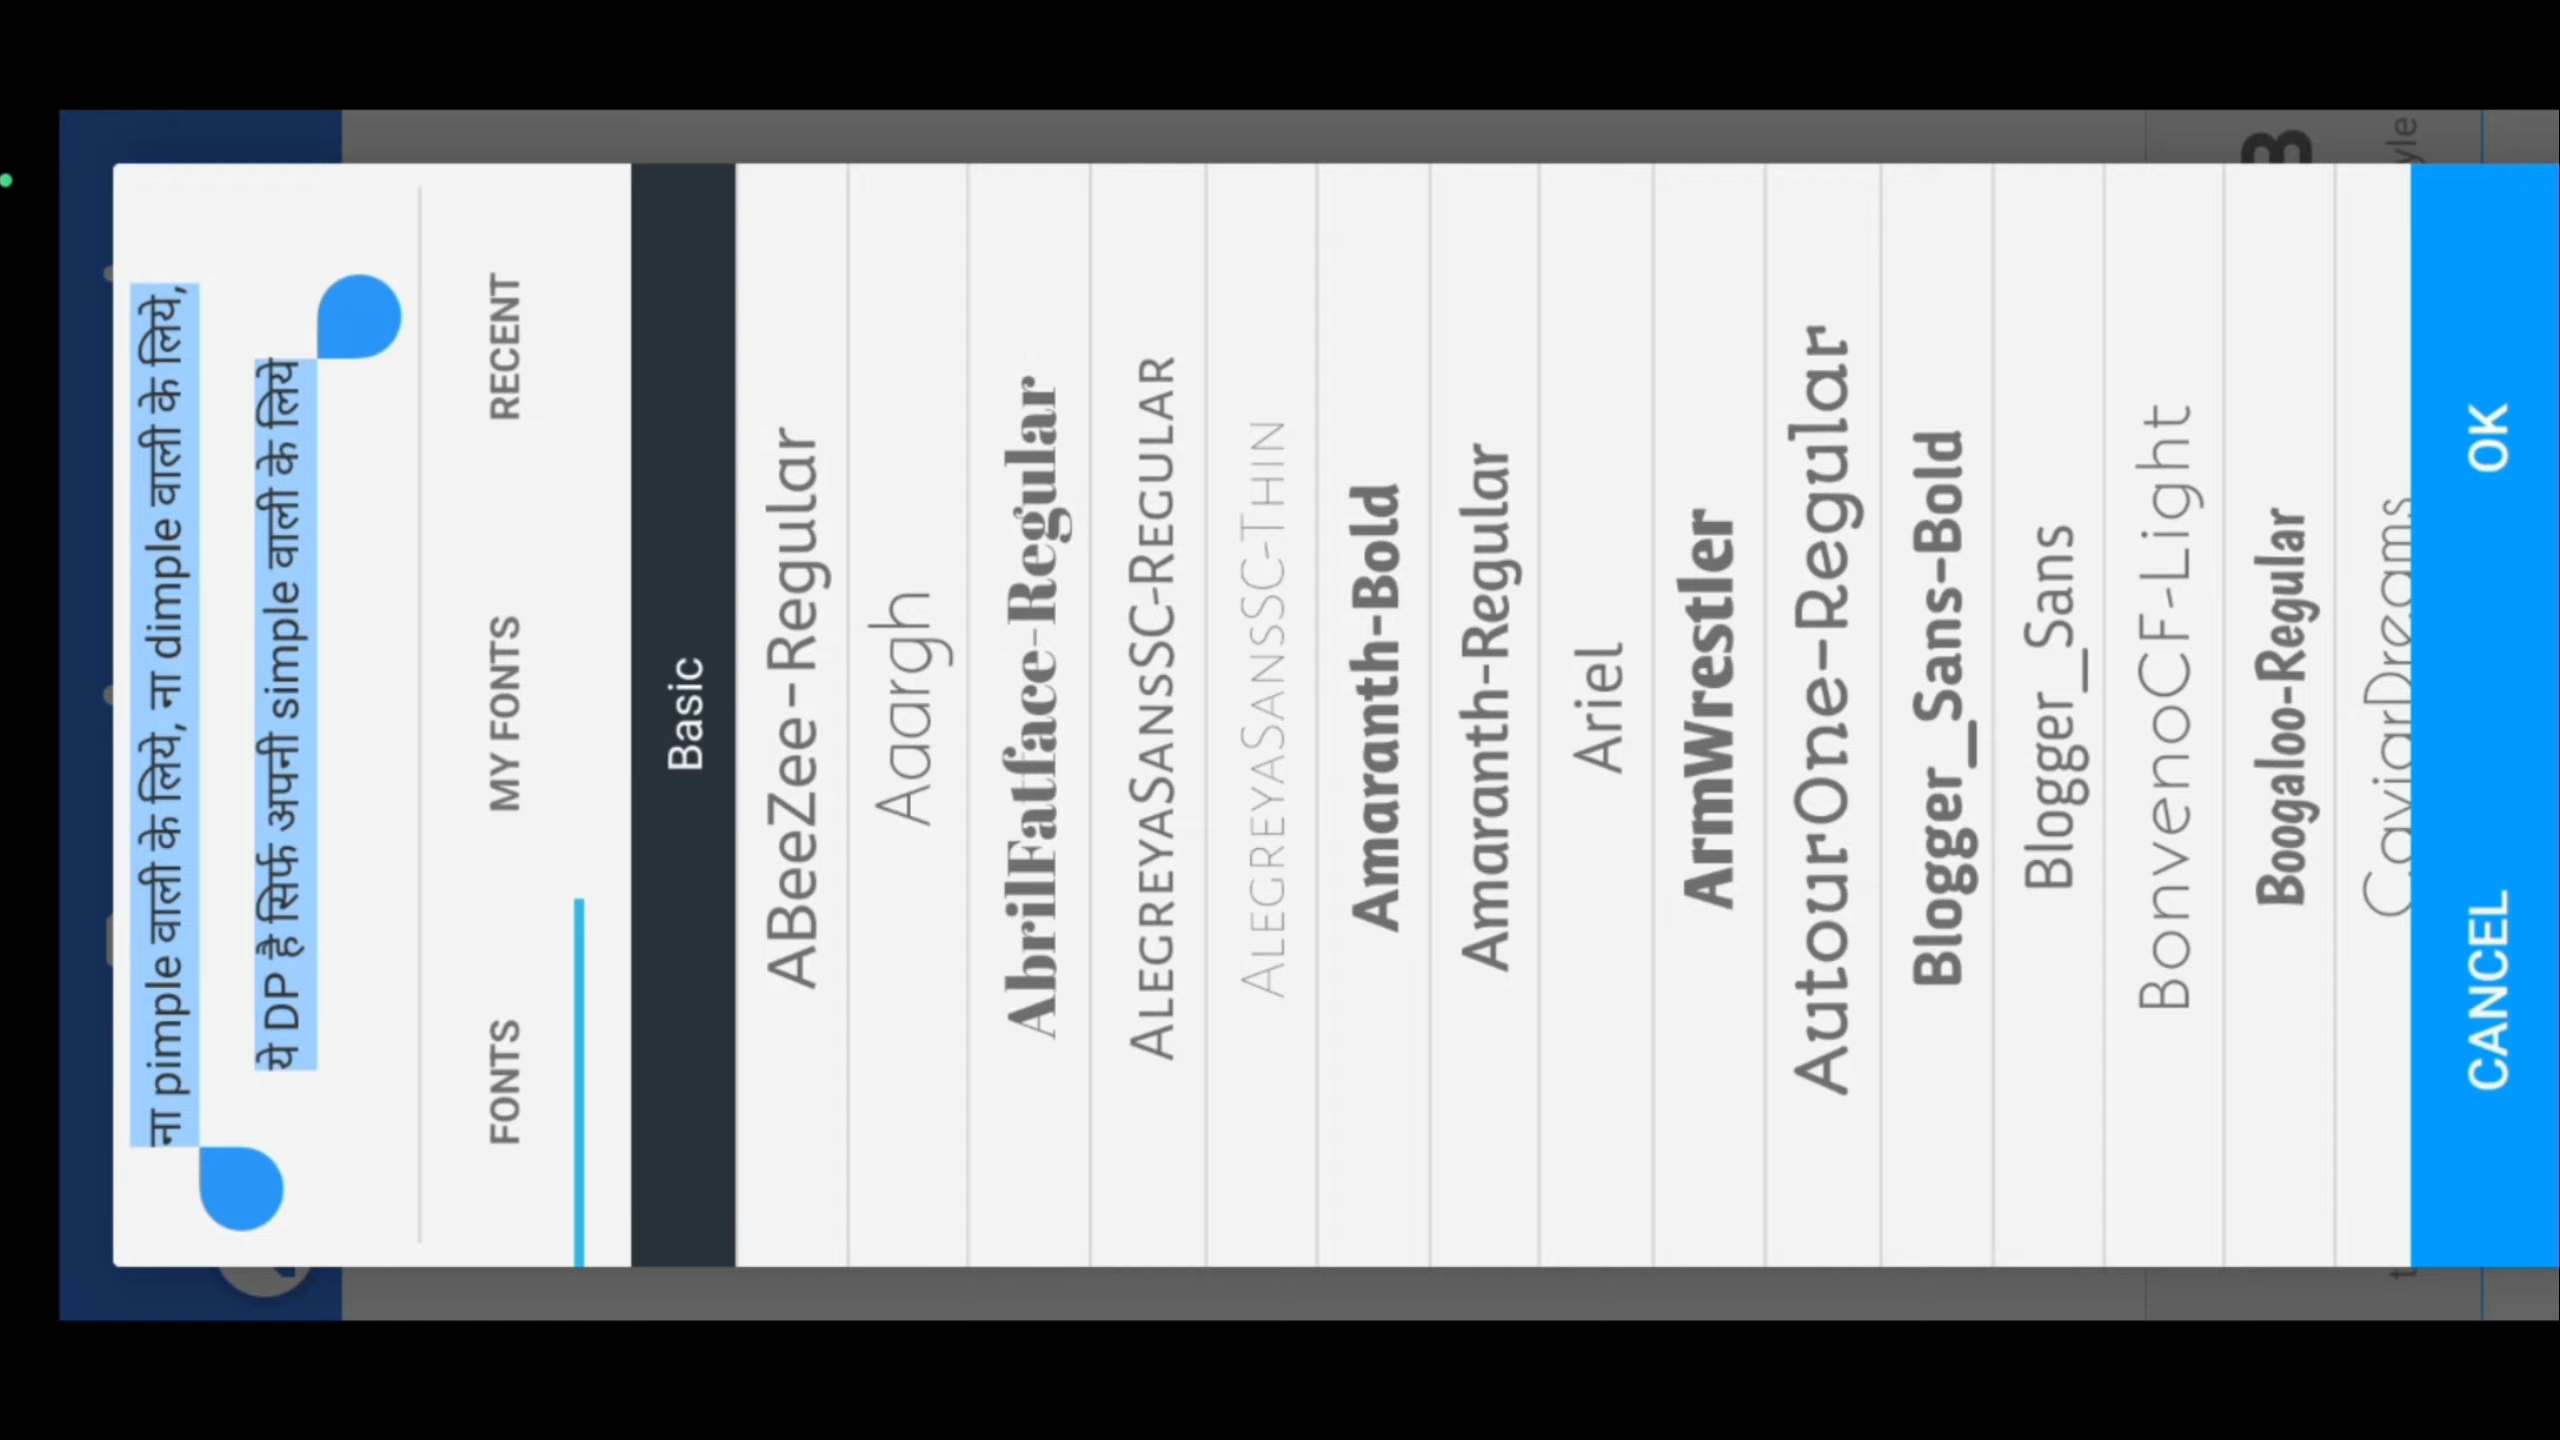 ना pimple वाली के लिये, ना dimple वाली के लिये,
ये DP है सिर्फ अपनी simple वाली के लिये
FONTS MY FONTS RECENT
Basic
ABeeZee-Regular
Aargh
AbrilFatface-Regular
AlegreyaSansSC-Regular
AlegreyaSansSC-Thin
Amaranth-Bold
Amaranth-Regular
Ariel
ArmWrestler
AutourOne-Regular
Blogger_Sans-Bold
Blogger_Sans
BonvenoCF-Light
Boogaloo-Regular
CaviarDreams
CANCEL OK